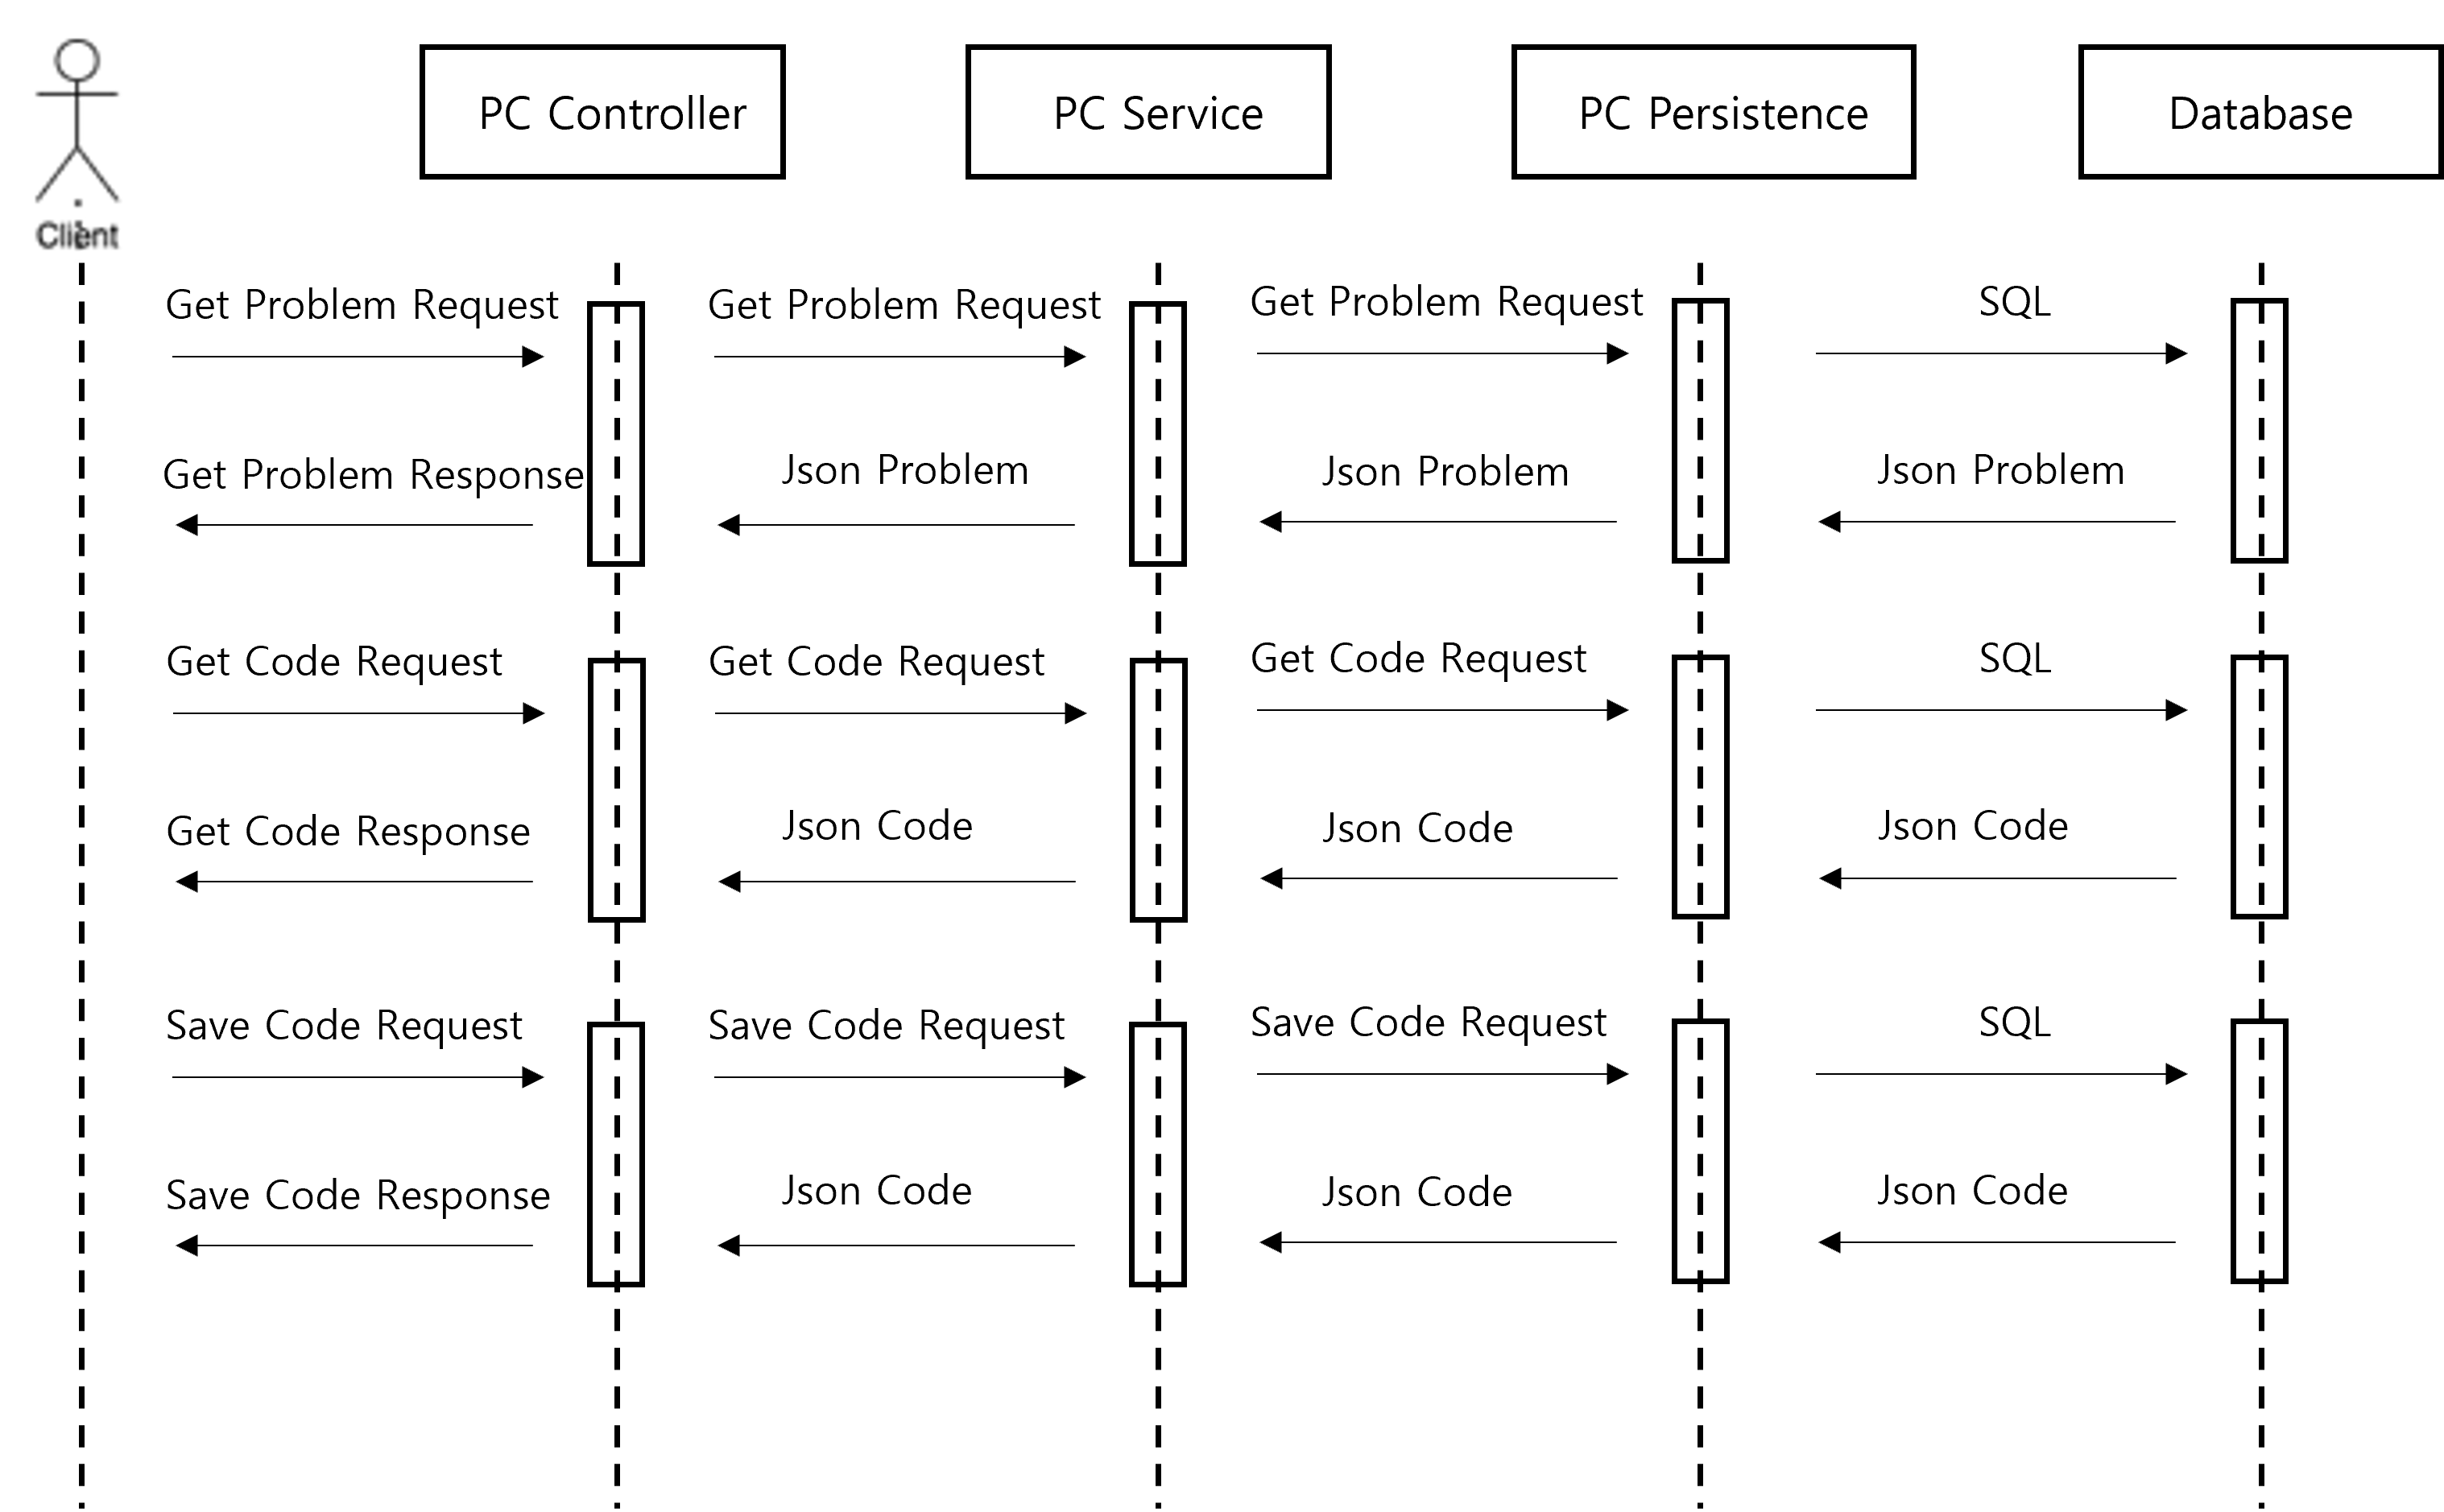 Client
PC Controller
PC Service
PC Persistence
Database
Get Problem Request
Get Problem Request
Get Problem Request
SQL
Get Problem Response
Json Problem
Json Problem
Json Problem
Get Code Request
Get Code Request
Get Code Request
SQL
Get Code Response
Json Code
Json Code
Json Code
Save Code Request
Save Code Request
Save Code Request
SQL
Save Code Response
Json Code
Json Code
Json Code